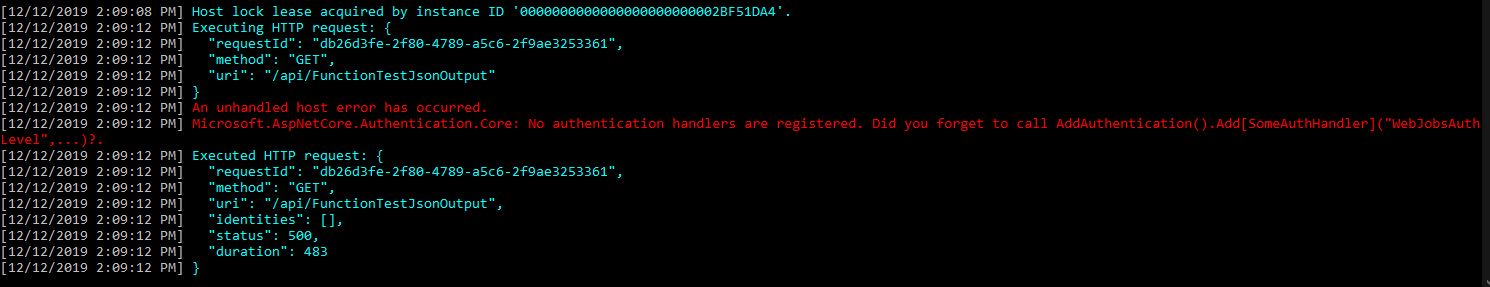 [12/12/2019 2:09:08 PM] Host lock lease acquired by instance ID '0000000000000000000000002BF51DA4'.
[12/12/2019 2:09:12 PM] Executing HTTP request: {
[12/12/2019 2:09:12 PM]   "requestId": "db26d3fe-2f80-4789-a5c6-2f9ae3253361",
[12/12/2019 2:09:12 PM]   "method": "GET",
[12/12/2019 2:09:12 PM]   "uri": "/api/FunctionTestJsonOutput"
[12/12/2019 2:09:12 PM] }
[12/12/2019 2:09:12 PM] An unhandled host error has occurred.
[12/12/2019 2:09:12 PM] Microsoft.AspNetCore.Authentication.Core: No authentication handlers are registered. Did you forget to call AddAuthentication().Add[SomeAuthHandler]("WebJobsAuth
Level",...)?.
[12/12/2019 2:09:12 PM] Executed HTTP request: {
[12/12/2019 2:09:12 PM]   "requestId": "db26d3fe-2f80-4789-a5c6-2f9ae3253361",
[12/12/2019 2:09:12 PM]   "method": "GET",
[12/12/2019 2:09:12 PM]   "uri": "/api/FunctionTestJsonOutput",
[12/12/2019 2:09:12 PM]   "identities": [],
[12/12/2019 2:09:12 PM]   "status": 500,
[12/12/2019 2:09:12 PM]   "duration": 483
[12/12/2019 2:09:12 PM] }